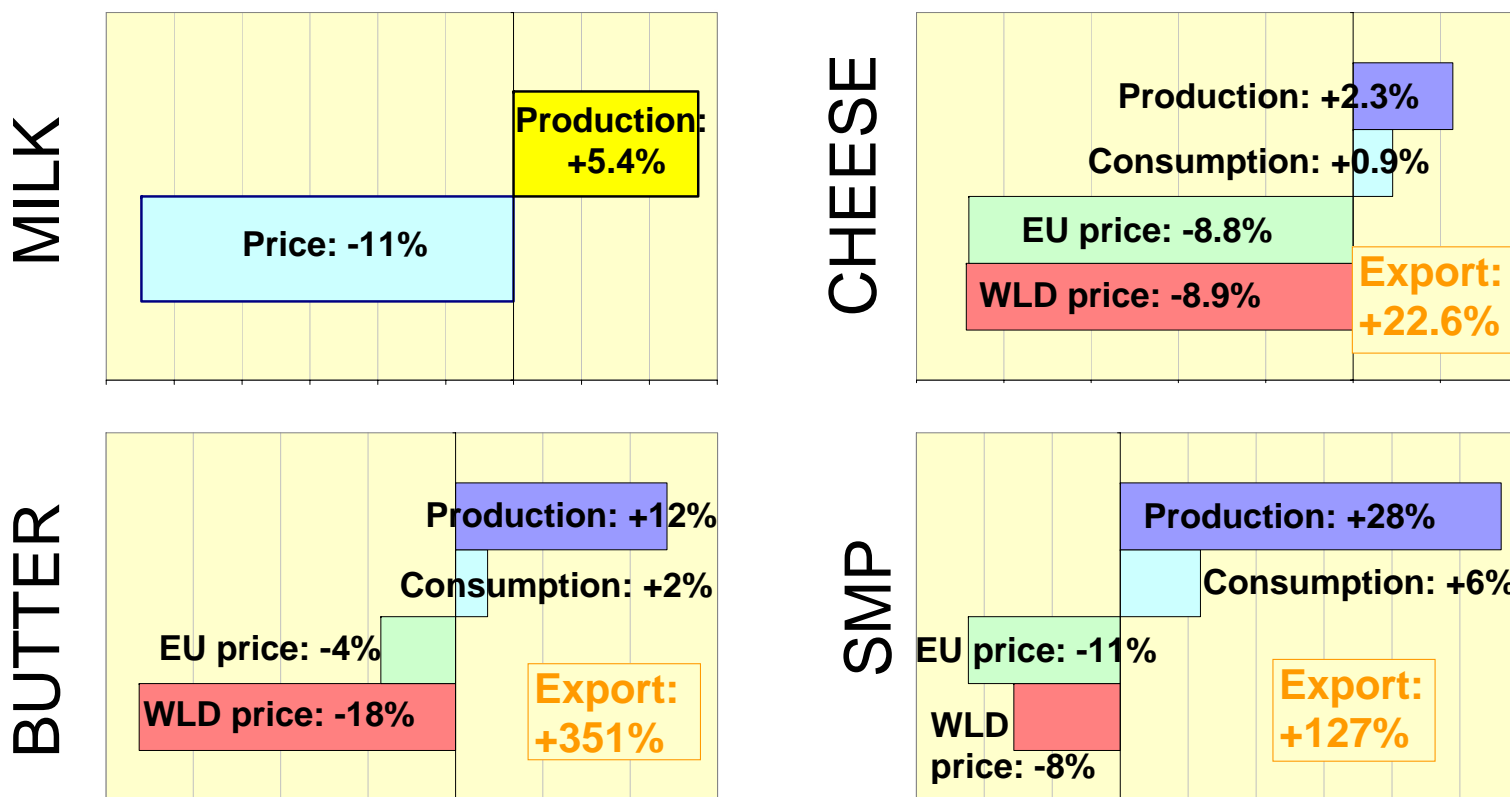 MILK
Production:
+5.4%
Price: -11%
CHEESE
Production: +2.3%
Consumption: +0.9%
EU price: -8.8%
WLD price: -8.9%
Export:
+22.6%
BUTTER
Production: +12%
Consumption: +2%
EU price: -4%
WLD price: -18%
Export:
+351%
SMP
Production: +28%
Consumption: +6%
EU price: -11%
WLD
price: -8%
Export:
+127%